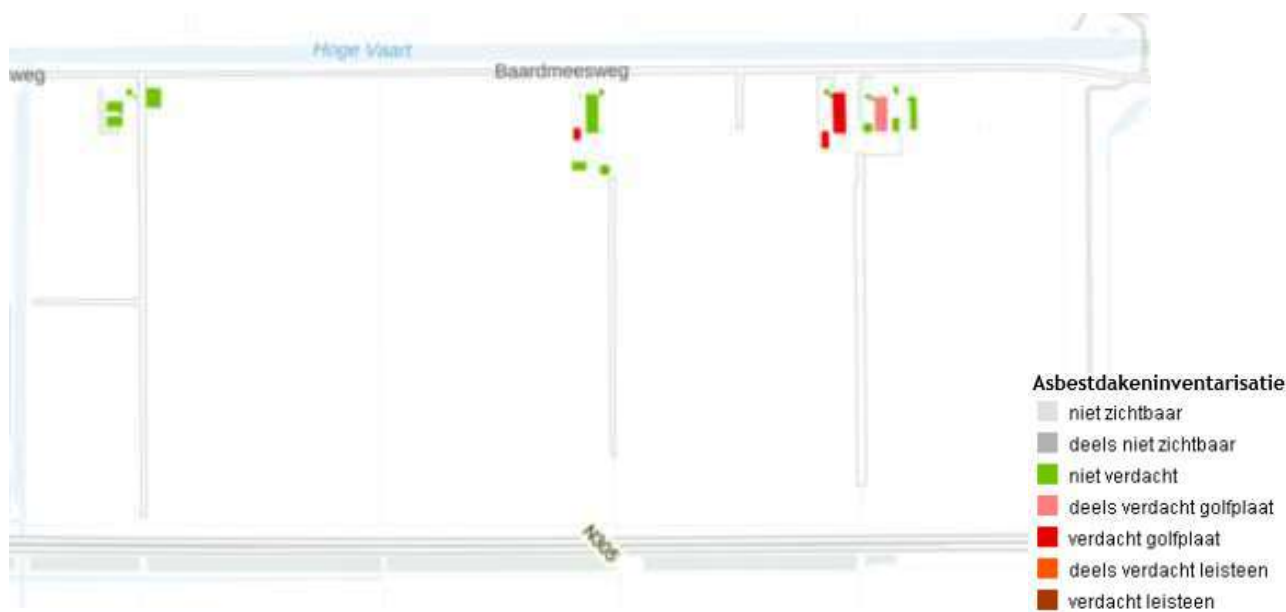 Hoge Vaart
weg
Baardmeesweg
N305
Asbestdakeninventarisatie
niet zichtbaar
deels niet zichtbaar
niet verdacht
deels verdacht golfplaat
verdacht golfplaat
deels verdacht leisteen
verdacht leisteen